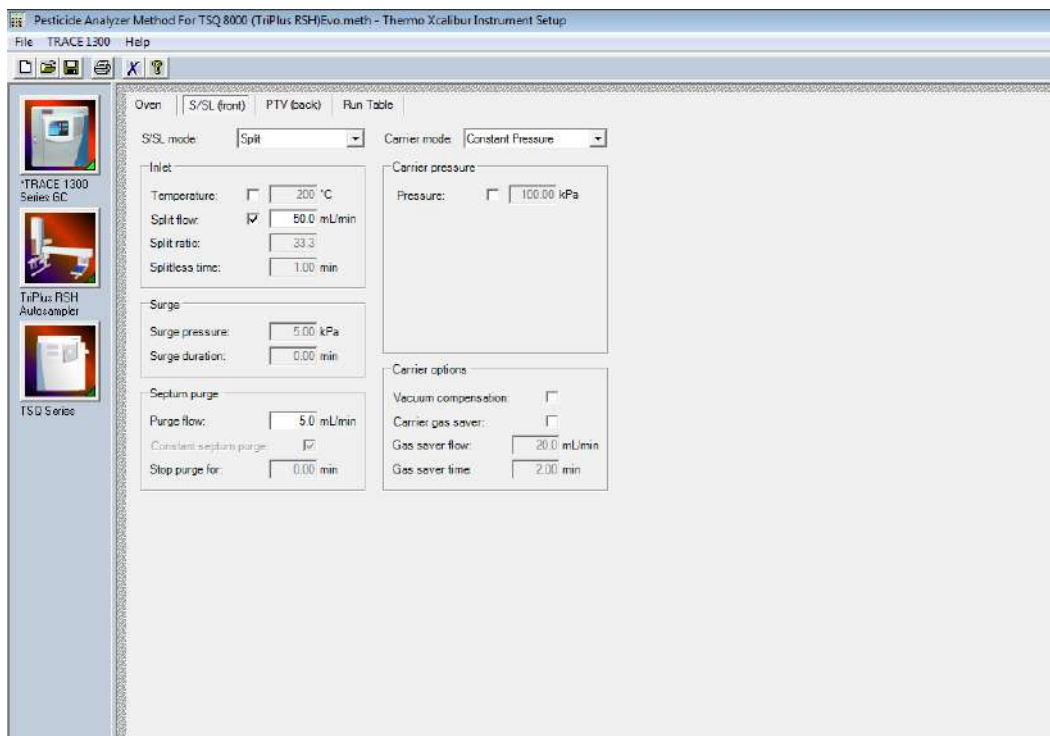 Pesticide Analyzer Method For TSQ 8000 (TriPlus RSH)Evo.meth - Thermo Xcalibur Instrument Setup
File TRACE 1300 Help
Oven S/SL (front) PTV (back) Run Table
S/SL mode: Split Carrier mode: Constant Pressure
Inlet
Temperature: 200 °C
Split flow: 50.0 mL/min
Split ratio: 33.3
Splitless time: 1.00 min
Surge
Surge pressure: 5.00 kPa
Surge duration: 0.00 min
Septum purge
Purge flow: 5.0 mL/min
Constant septum purge:
Stop purge for: 0.00 min
Carrier pressure
Pressure: 100.00 kPa
Carrier options
Vacuum compensation:
Carrier gas saver:
Gas saver flow: 20.0 mL/min
Gas saver time: 2.00 min
*TRACE 1300
Series GC
TriPlus RSH
Autosampler
TSQ Series